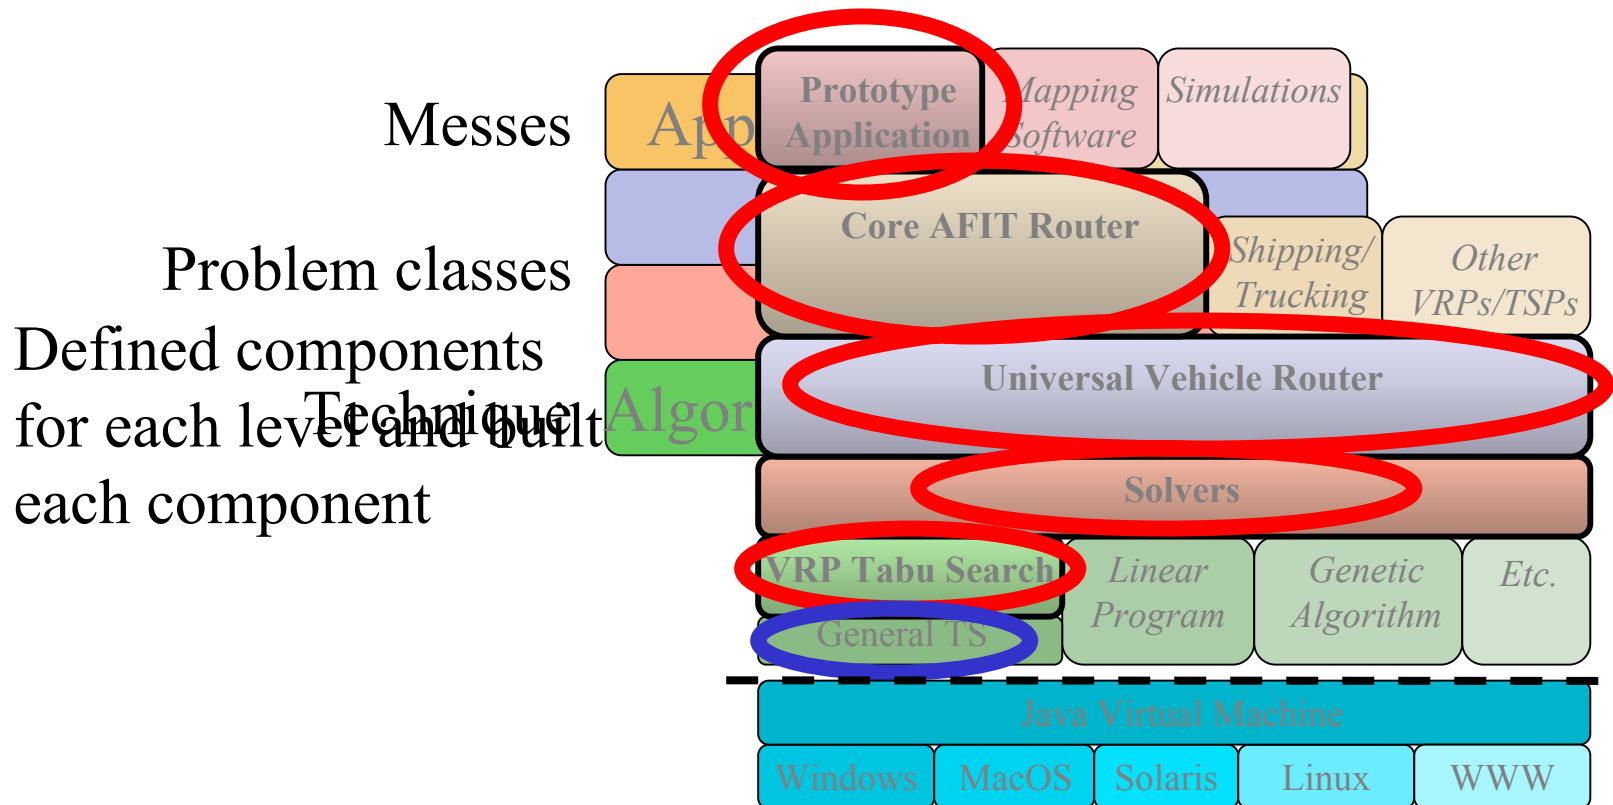 Messes
App
Prototype
Application
Mapping
Software
Simulations
Problem classes
Core AFIT Router
Shipping/
Trucking
Other
VRPs/TSPs
Defined components
for each level and built
each component
Technique
Algor
Universal Vehicle Router
Solvers
VRP Tabu Search
General TS
Linear
Program
Genetic
Algorithm
Etc.
Java Virtual Machine
Windows
MacOS
Solaris
Linux
WWW